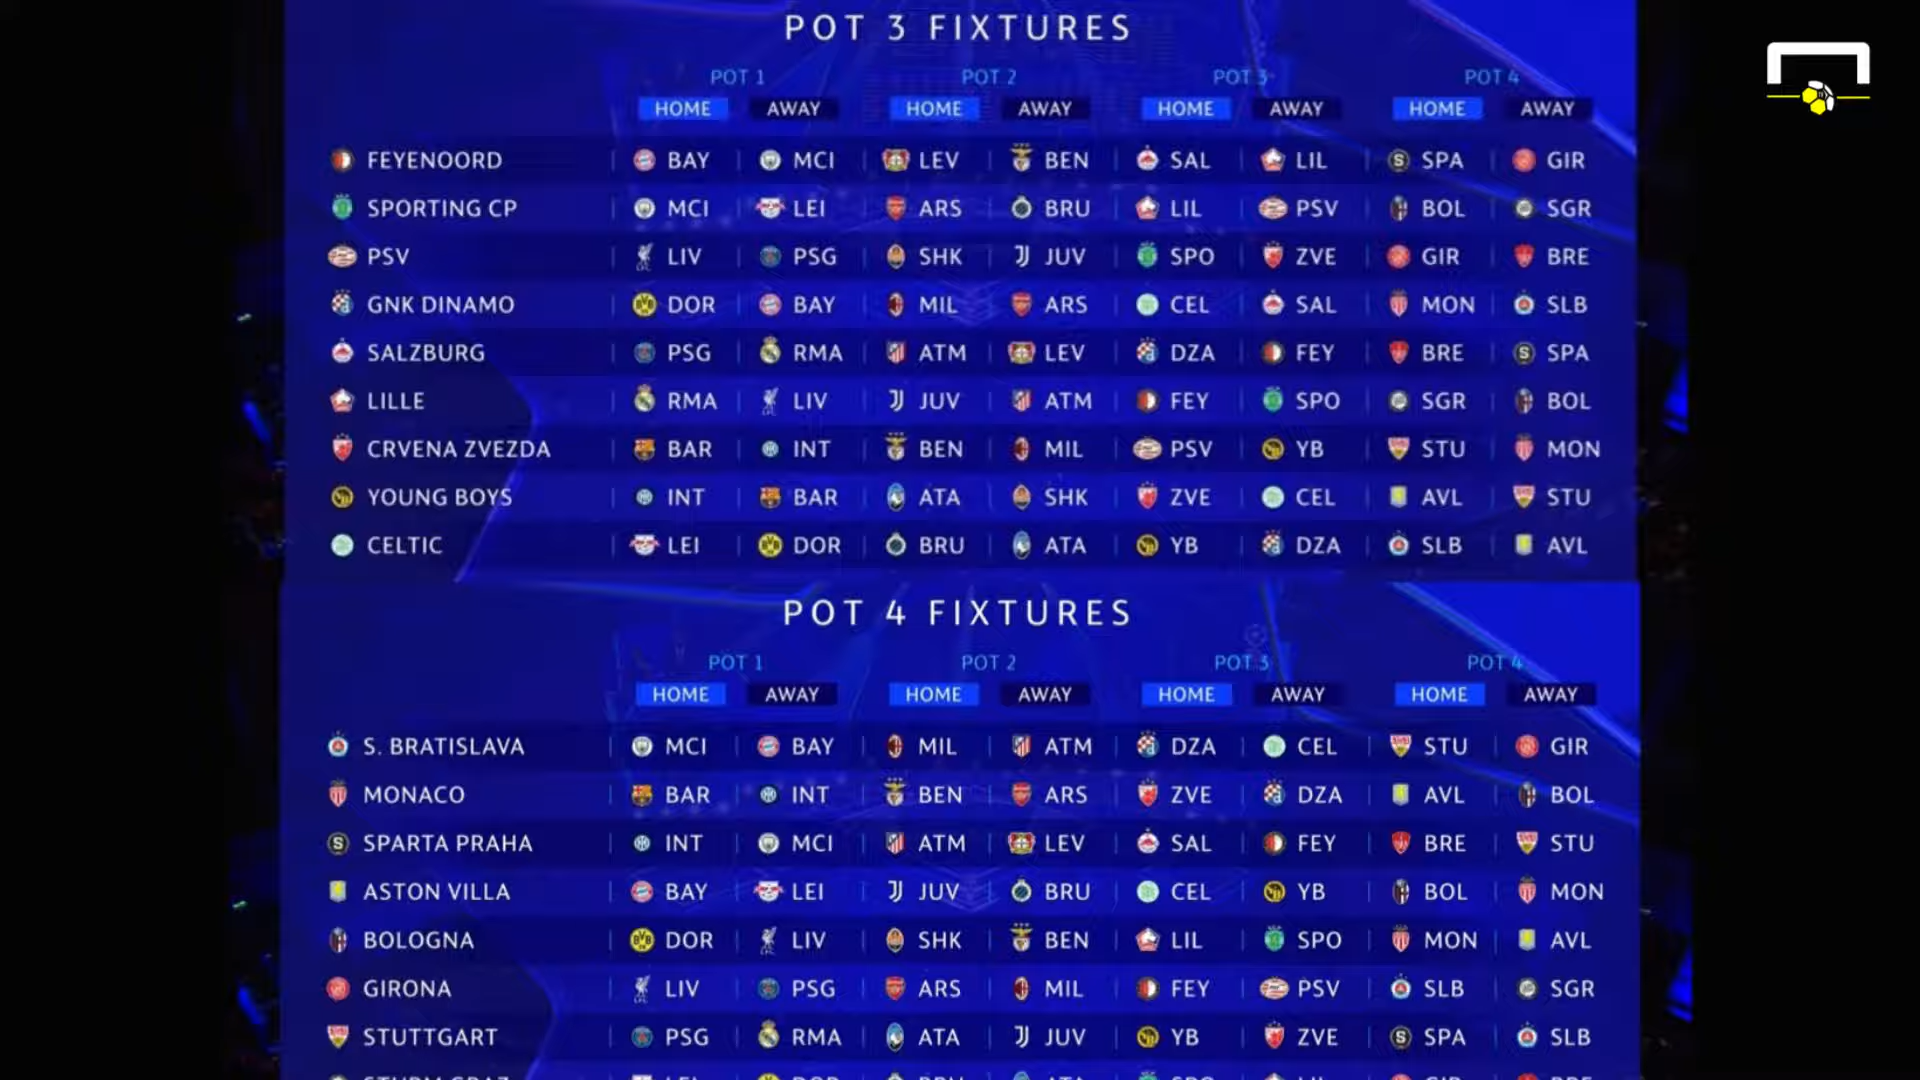 POT 3 FIXTURES
POT 1 POT 2 POT 3 POT 4
HOME AWAY HOME AWAY HOME AWAY HOME AWAY
FEYENOORD BAY MCI LEV BEN SAL LIL SPA GIR
SPORTING CP MCI LEI ARS BRU LIL PSV BOL SGR
PSV LIV PSG SHK JUV SPO ZVE GIR BRE
GNK DINAMO DOR BAY MIL ARS CEL SAL MON SLB
SALZBURG PSG RMA ATM LEV DZA FEY BRE SPA
LILLE RMA LIV JUV ATM FEY SPO SGR BOL
CRVENA ZVEZDA BAR INT BEN MIL PSV YB STU MON
YOUNG BOYS INT BAR ATA SHK ZVE CEL AVL STU
CELTIC LEI DOR BRU ATA YB DZA SLB AVL
POT 4 FIXTURES
POT 1 POT 2 POT 3 POT 4
HOME AWAY HOME AWAY HOME AWAY HOME AWAY
S. BRATISLAVA MCI BAY MIL ATM DZA CEL STU GIR
MONACO BAR INT BEN ARS ZVE DZA AVL BOL
SPARTA PRAHA INT MCI ATM LEV SAL FEY BRE STU
ASTON VILLA BAY LEI JUV BRU CEL YB BOL MON
BOLOGNA DOR LIV SHK BEN LIL SPO MON AVL
GIRONA LIV PSG ARS MIL FEY PSV SLB SGR
STUTTGART PSG RMA ATA JUV YB ZVE SPA SLB